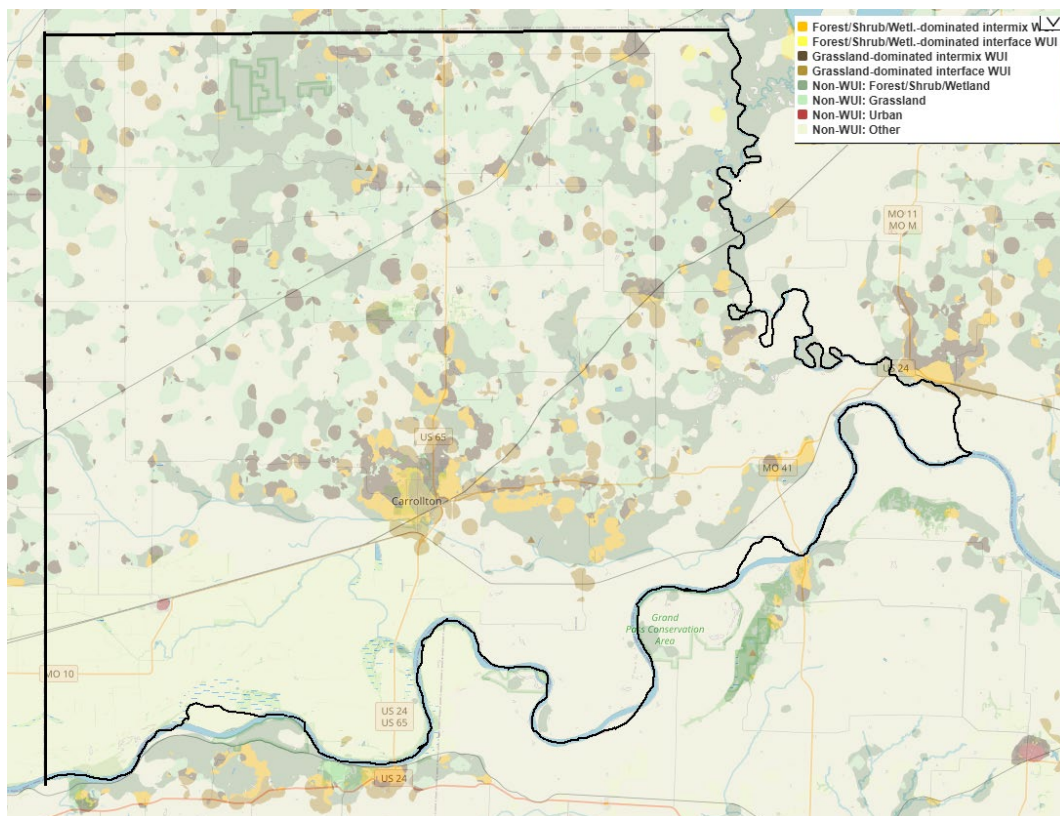 Forest/Shrub/Wetl.-dominated intermix W
Forest/Shrub/Wetl.-dominated interface WUI
Grassland-dominated intermix WUI
Grassland-dominated interface WUI
Non-WUI: Forest/Shrub/Wetland
Non-WUI: Grassland
Non-WUI: Urban
Non-WUI: Other
MO 11
MO M
US 24
US 65
MO 41
Carrollton
Grand
Pass Conservation
Area
MO 10
US 24
US 65
US 24